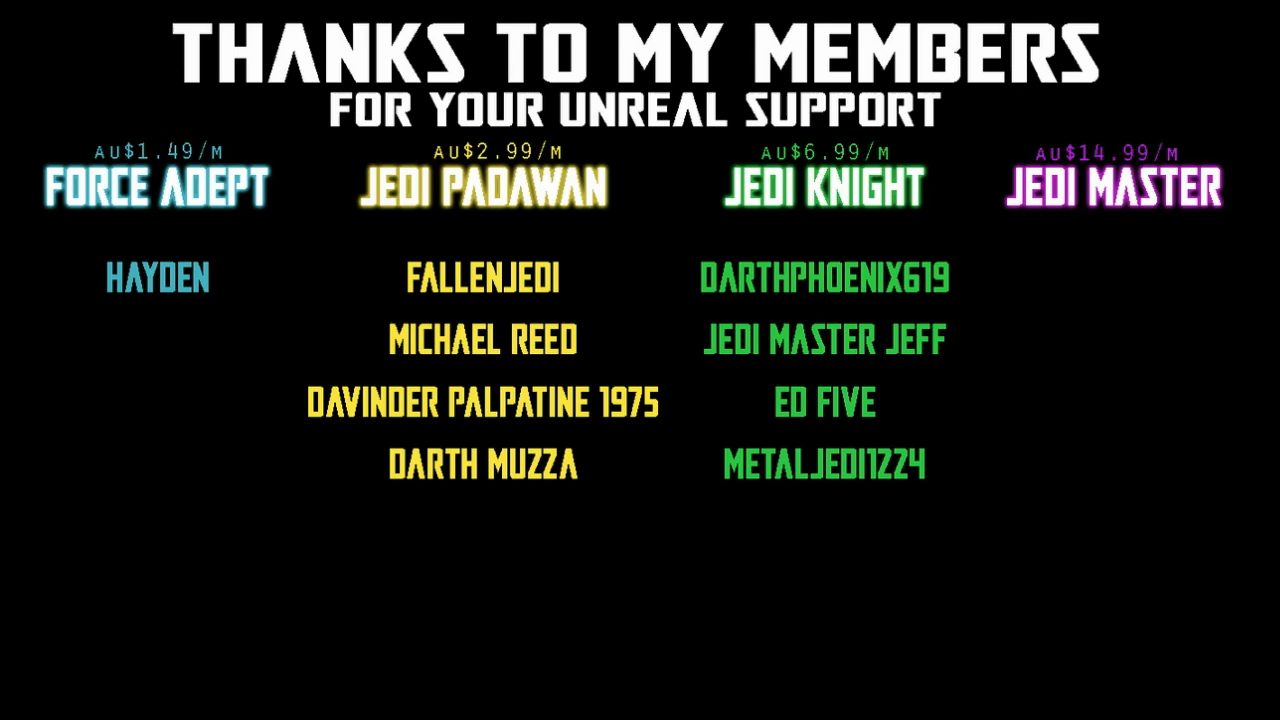 THANKS TO MY MEMBERS
FOR YOUR UNREAL SUPPORT
AU$1.49/M AU$2.99/M AU$6.99/M AU$14.99/M
FORCE ADEPT JEDI PADAWAN JEDI KNIGHT JEDI MASTER
HAYDEN FALLENJEDI DARTHPHOENIX619
MICHAEL REED JEDI MASTER JEFF
DAVINDER PALPATINE 1975 ED FIVE
DARTH MUZZA METALJEDI1224